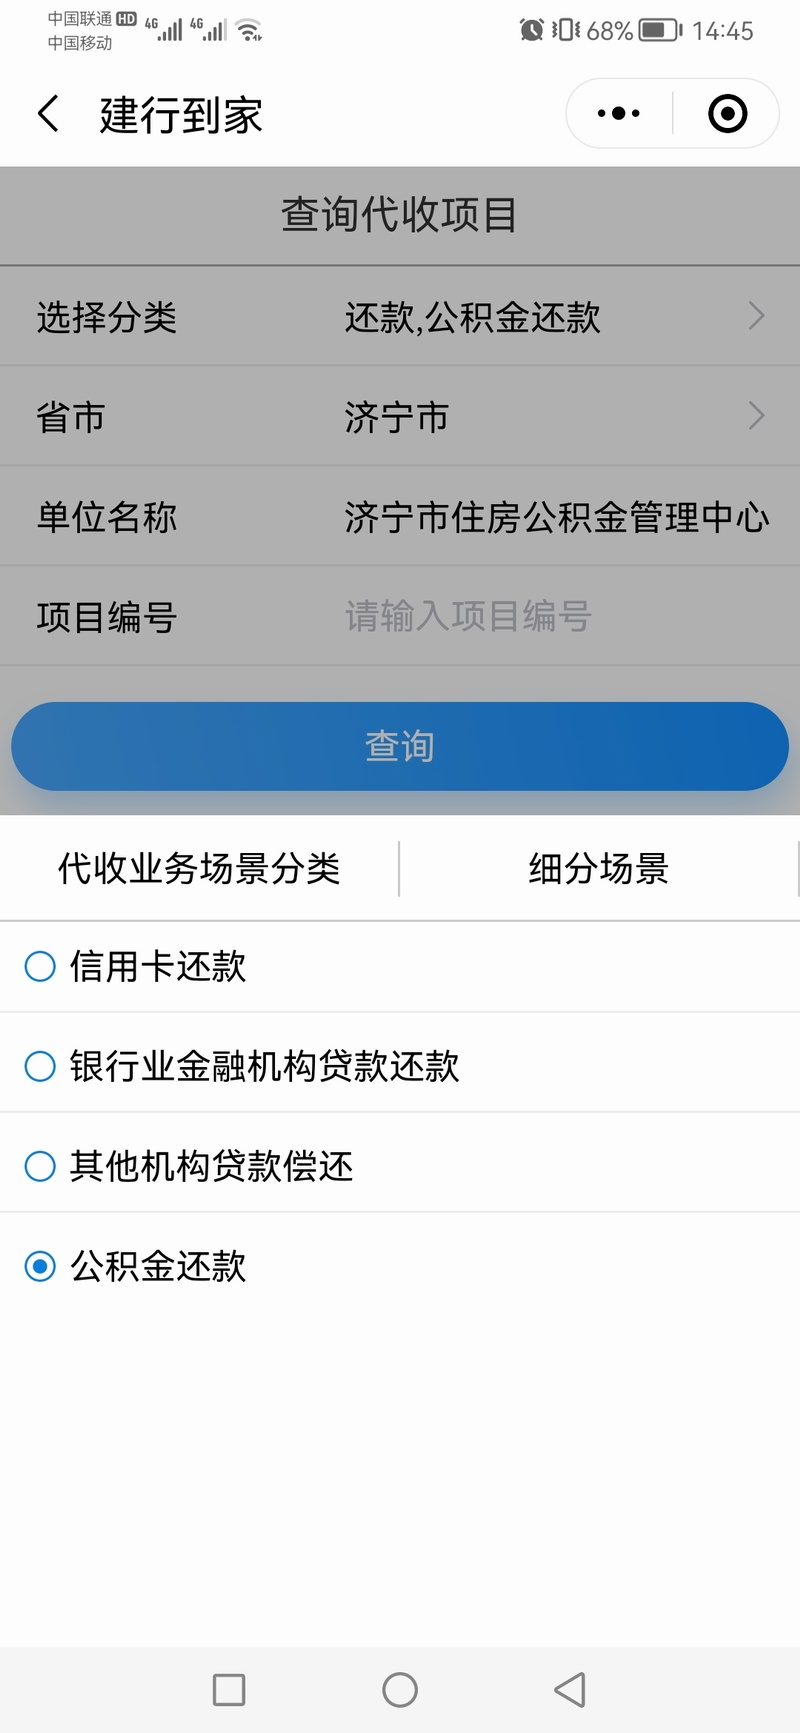 中国联通 HD 4G 4G 68% 14:45
中国移动
建行到家
查询代收项目
选择分类 还款,公积金还款
省市 济宁市
单位名称 济宁市住房公积金管理中心
项目编号 请输入项目编号
查询
代收业务场景分类 细分场景
信用卡还款
银行业金融机构贷款还款
其他机构贷款偿还
公积金还款